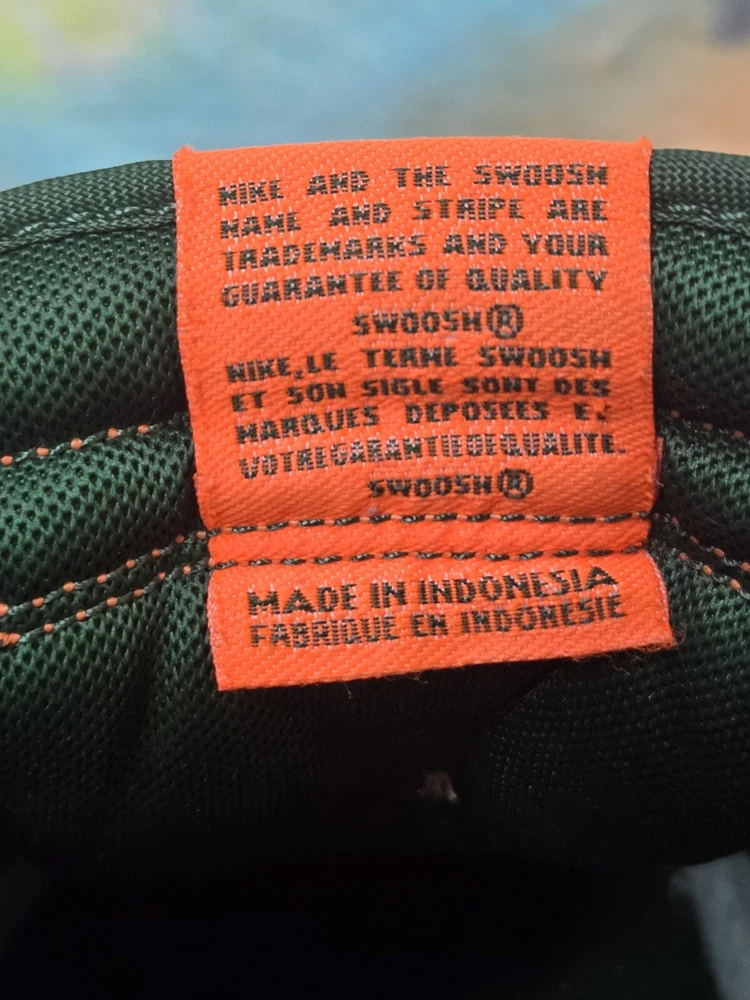 NIKE AND THE SWOOSH
NAME AND STRIPE ARE
TRADEMARKS AND YOUR
GUARANTEE OF QUALITY
SWOOSH®
NIKE, LE TERME SWOOSH
ET SON SIGLE SONT DES
MARQUES DEPOSEES E.
VOTREGARANTIEDEQUALITE.
SWOOSH®
MADE IN INDONESIA
FABRIQUE EN INDONESIE